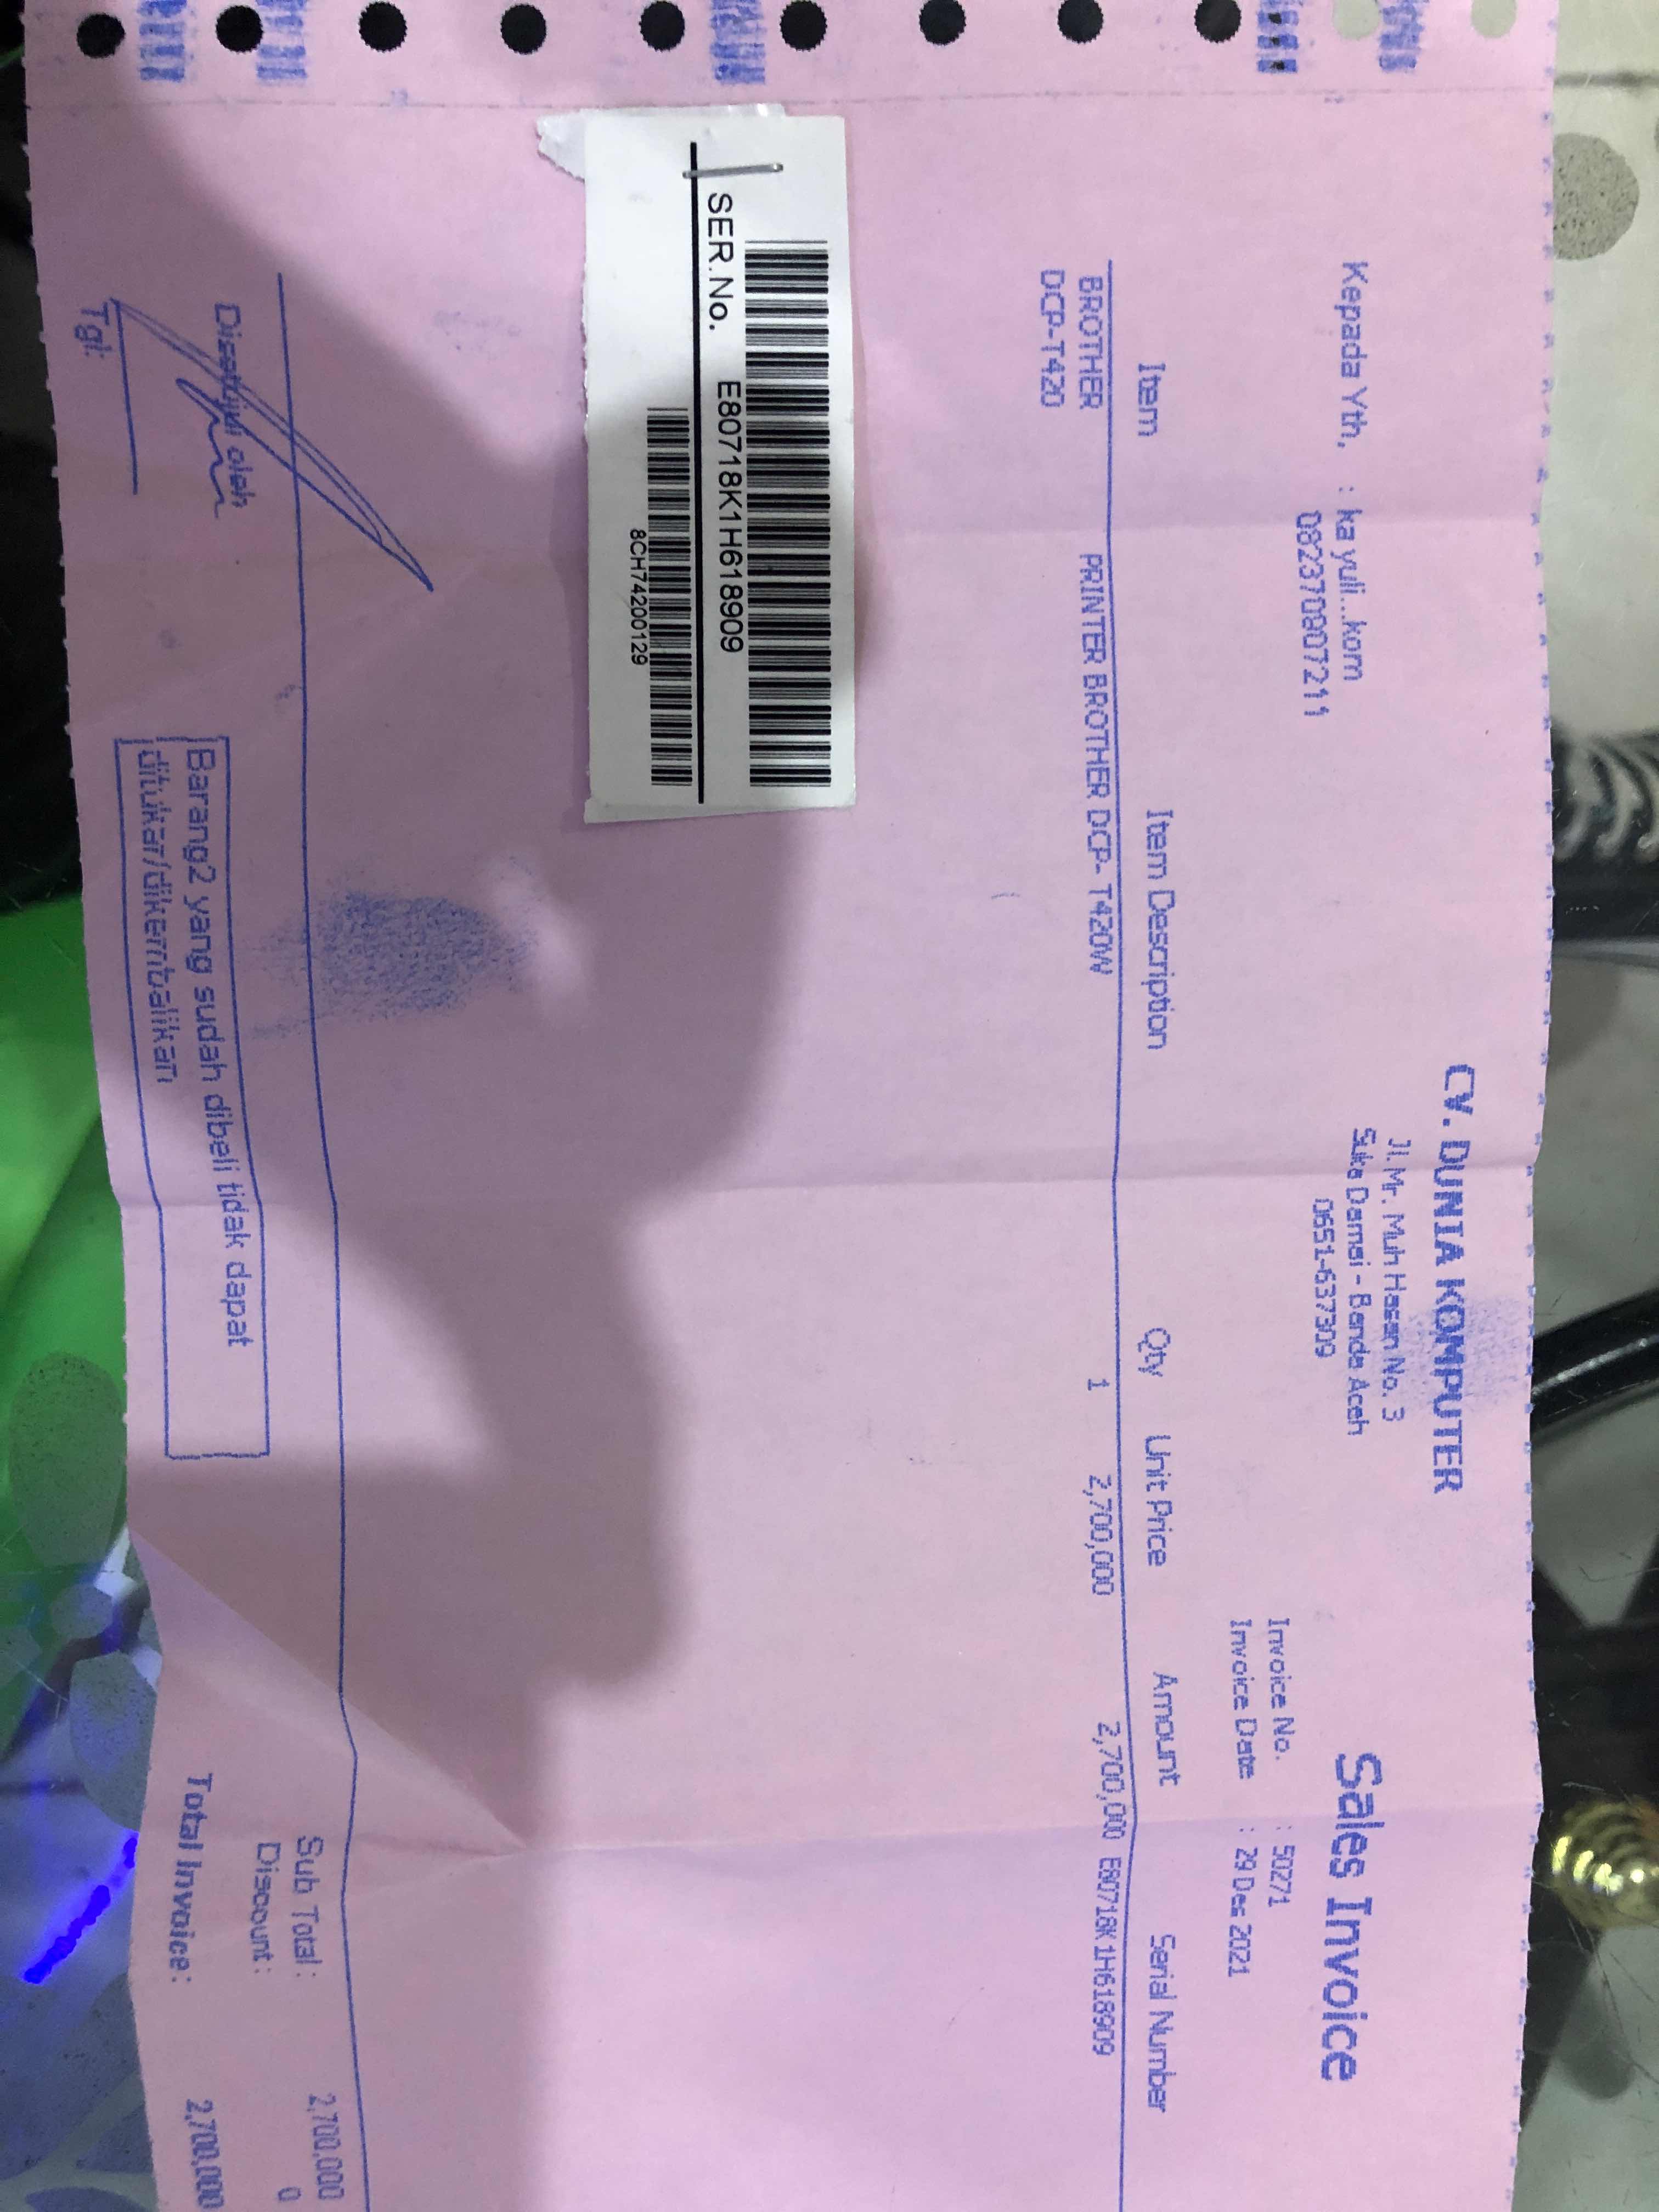 CV. DUNIA KOMPUTER
Jl. Mr. Muh Hasan No. 3
Suka Damai - Banda Aceh
0651-637309
Sales Invoice
Kepada Yth, : ka yuli...kom
082370807211
Invoice No. : 50271
Invoice Date : 29 Des 2021
Item Item Description Qty Unit Price Amount Serial Number
BROTHER DCP-T420 PRINTER BROTHER DCP- T420W 1 2,700,000 2,700,000 E80718K1H618909
SER.No. E80718K1H618909
8CH74200129
Sub Total : 2,700,000
Discount : 0
Total Invoice : 2,700,000
Disetujui oleh
Tgl:
Barang2 yang sudah dibeli tidak dapat
ditukar/dikembalikan